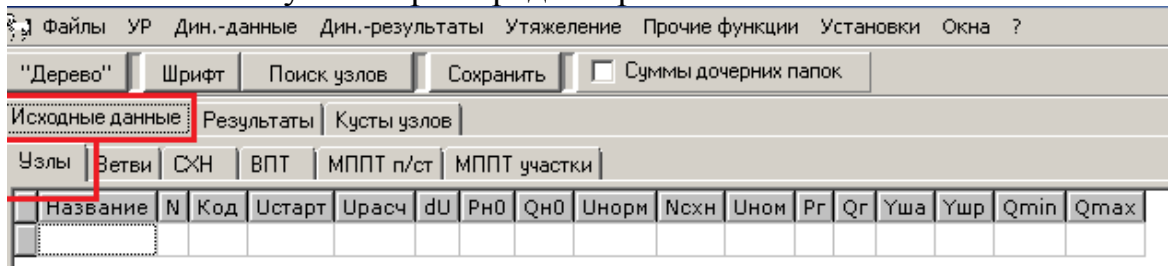 Файлы УР Дин.-данные Дин.-результаты Утяжеление Прочие функции Установки Окна ?
"Дерево" Шрифт Поиск узлов Сохранить Суммы дочерних папок
Исходные данные Результаты Кусты узлов
Узлы Ветви СХН ВПТ МППТ п/ст МППТ участки
Название N Код Uстарт Uрасч dU Pн0 Qн0 Uнорм Nсхн Uном Pг Qг Yша Yшр Qmin Qmax